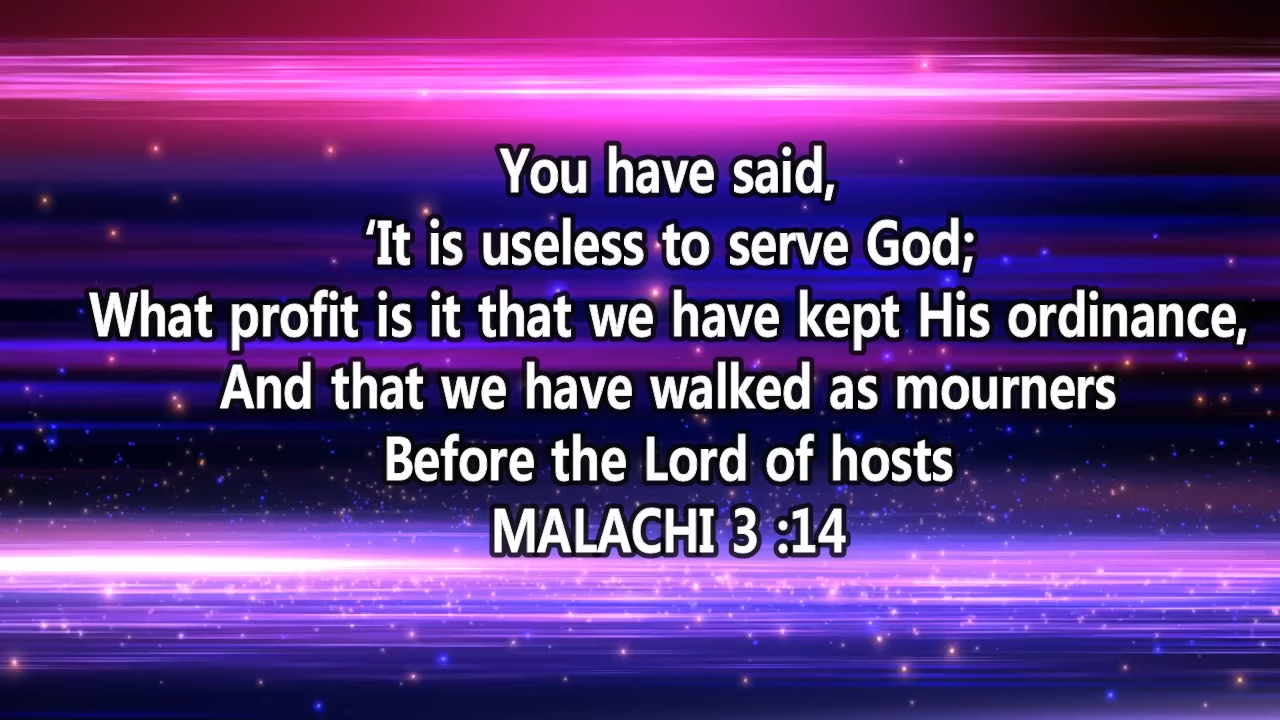 You have said,
‘It is useless to serve God;
What profit is it that we have kept His ordinance,
And that we have walked as mourners
Before the Lord of hosts
MALACHI 3 :14